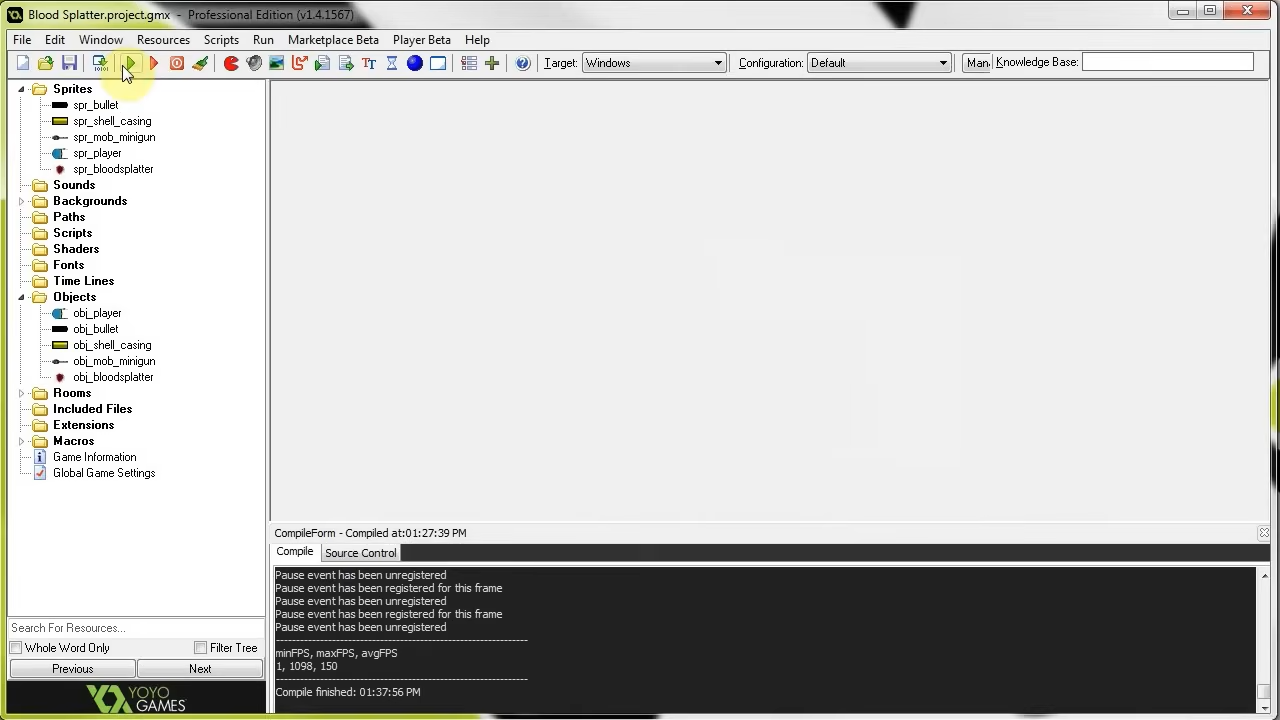 Blood Splatter.project.gmx - Professional Edition (v1.4.1567)
File Edit Window Resources Scripts Run Marketplace Beta Player Beta Help
Target: Windows Configuration: Default Man Knowledge Base:
Sprites
spr_bullet
spr_shell_casing
spr_mob_minigun
spr_player
spr_bloodsplatter
Sounds
Backgrounds
Paths
Scripts
Shaders
Fonts
Time Lines
Objects
obj_player
obj_bullet
obj_shell_casing
obj_mob_minigun
obj_bloodsplatter
Rooms
Included Files
Extensions
Macros
Game Information
Global Game Settings
Search For Resources...
Whole Word Only Filter Tree
Previous Next
YOYO
GAMES
CompileForm - Compiled at:01:27:39 PM
Compile Source Control
Pause event has been unregistered
Pause event has been registered for this frame
Pause event has been unregistered
Pause event has been registered for this frame
Pause event has been unregistered
minFPS, maxFPS, avgFPS
1, 1098, 150
Compile finished: 01:37:56 PM